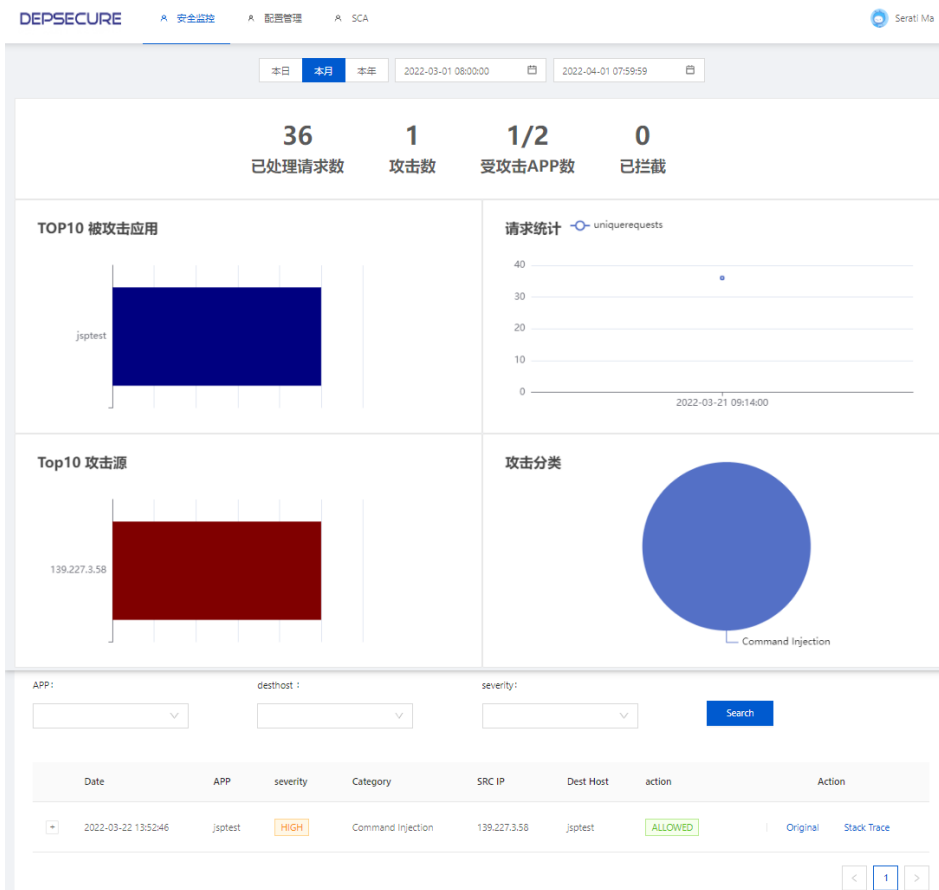 DEPSECURE 安全监控 配置管理 SCA Serati Ma
本日 本月 本年 2022-03-01 08:00:00 2022-04-01 07:59:59
36 1 1/2 0
已处理请求数 攻击数 受攻击APP数 已拦截
TOP10 被攻击应用
jsptest
请求统计 uniquerequests
40
30
20
10
0
2022-03-21 09:14:00
Top10 攻击源
139.227.3.58
攻击分类
Command Injection
APP: desthost : severity:
Search
Date APP severity Category SRC IP Dest Host action Action
+ 2022-03-22 13:52:46 jsptest HIGH Command Injection 139.227.3.58 jsptest ALLOWED Original Stack Trace
< 1 >